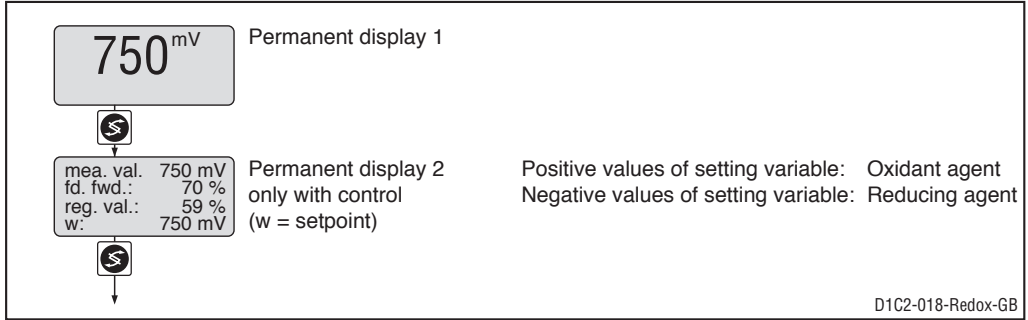 750 mV
Permanent display 1
mea. val. 750 mV
fd. fwd.: 70 %
reg. val.: 59 %
w: 750 mV
Permanent display 2
only with control
(w = setpoint)
Positive values of setting variable: Oxidant agent
Negative values of setting variable: Reducing agent
D1C2-018-Redox-GB